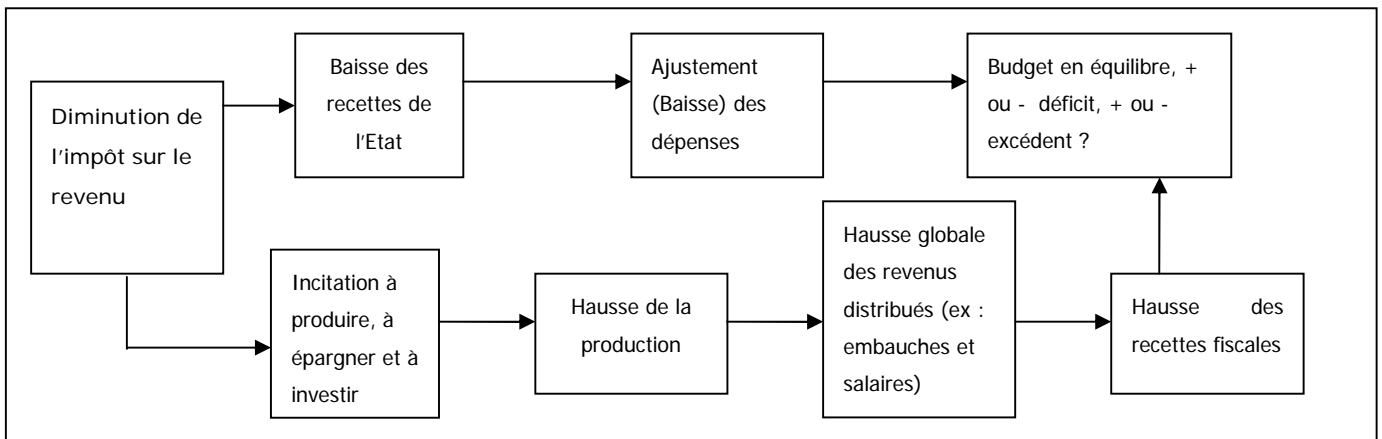 Diminution de
l'impôt sur le
revenu
Baisse des
recettes de
l'Etat
Ajustement
(Baisse) des
dépenses
Budget en équilibre, +
ou - déficit, + ou -
excédent ?
Incitation à
produire, à
épargner et à
investir
Hausse de la
production
Hausse globale
des revenus
distribués (ex :
embauches et
salaires)
Hausse des
recettes fiscales